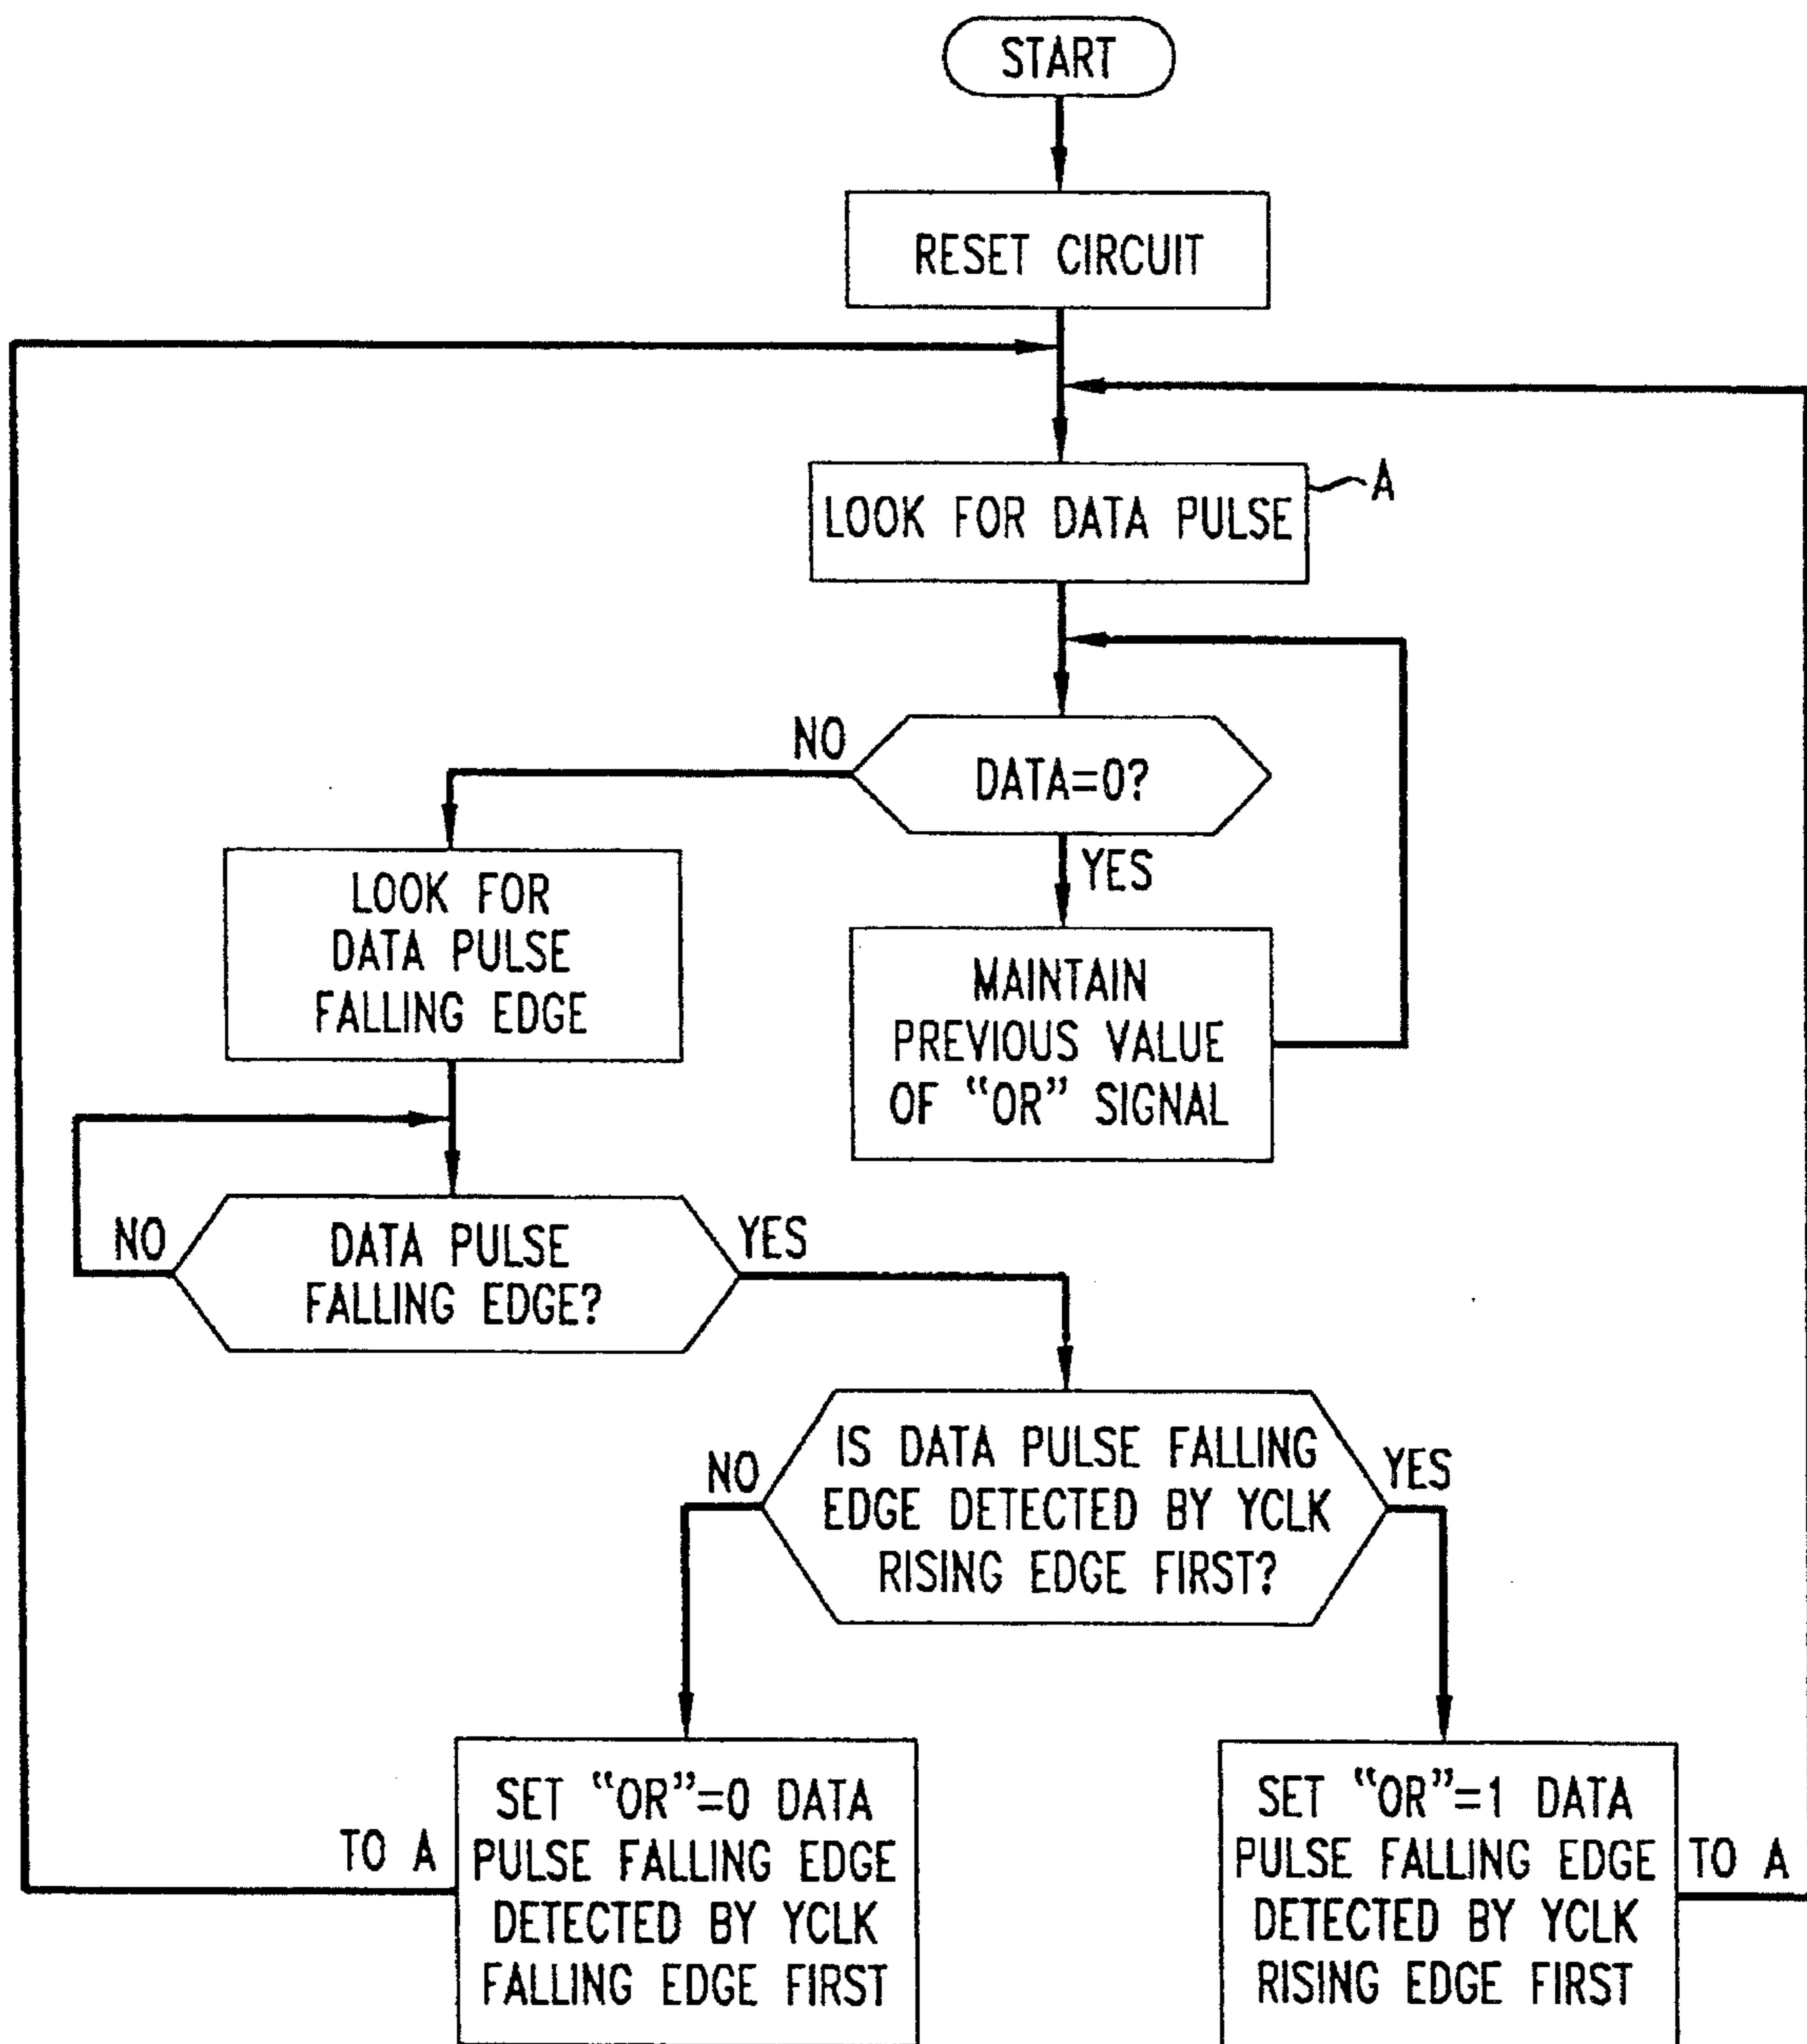 START
RESET CIRCUIT
LOOK FOR DATA PULSE
A
NO
DATA=0?
YES
LOOK FOR
DATA PULSE
FALLING EDGE
MAINTAIN
PREVIOUS VALUE
OF “OR” SIGNAL
NO
DATA PULSE
FALLING EDGE?
YES
NO
IS DATA PULSE FALLING
EDGE DETECTED BY YCLK
RISING EDGE FIRST?
YES
TO A
SET “OR”=0 DATA
PULSE FALLING EDGE
DETECTED BY YCLK
FALLING EDGE FIRST
SET “OR”=1 DATA
PULSE FALLING EDGE
DETECTED BY YCLK
RISING EDGE FIRST
TO A